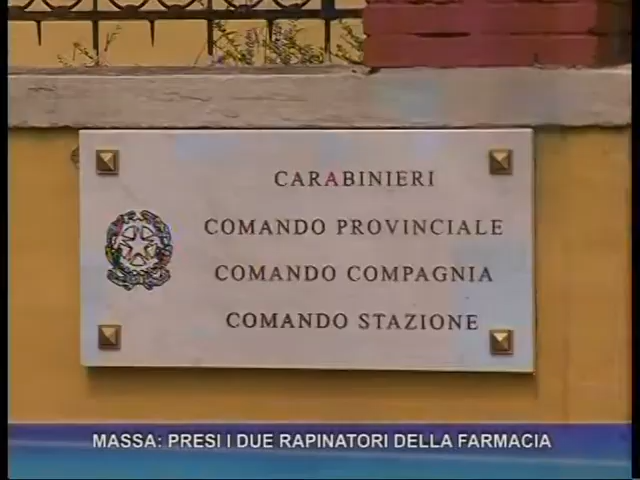 CARABINIERI
COMANDO PROVINCIALE
COMANDO COMPAGNIA
COMANDO STAZIONE
MASSA: PRESI I DUE RAPINATORI DELLA FARMACIA